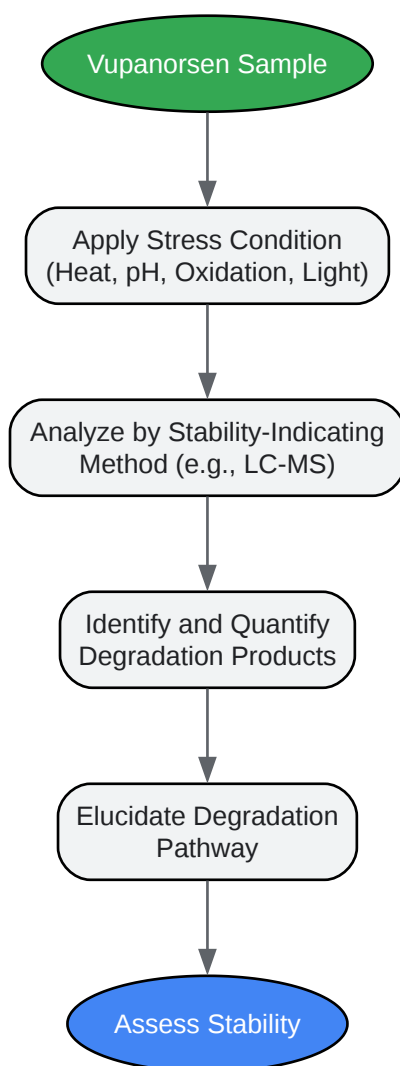 Vupanorsen Sample
Apply Stress Condition
(Heat, pH, Oxidation, Light)
Analyze by Stability-Indicating
Method (e.g., LC-MS)
Identify and Quantify
Degradation Products
Elucidate Degradation
Pathway
Assess Stability